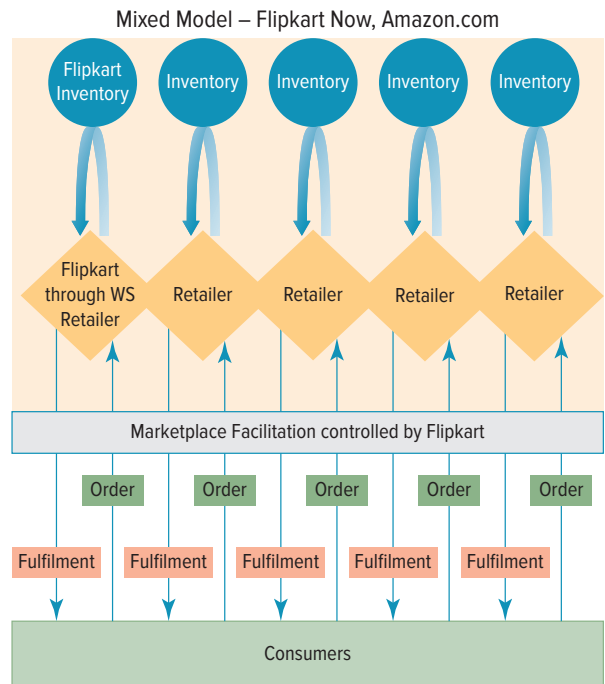 Mixed Model – Flipkart Now, Amazon.com
Flipkart
Inventory
Inventory
Inventory
Inventory
Inventory
Flipkart
through WS
Retailer
Retailer
Retailer
Retailer
Retailer
Marketplace Facilitation controlled by Flipkart
Order
Order
Order
Order
Order
Fulfilment
Fulfilment
Fulfilment
Fulfilment
Fulfilment
Consumers